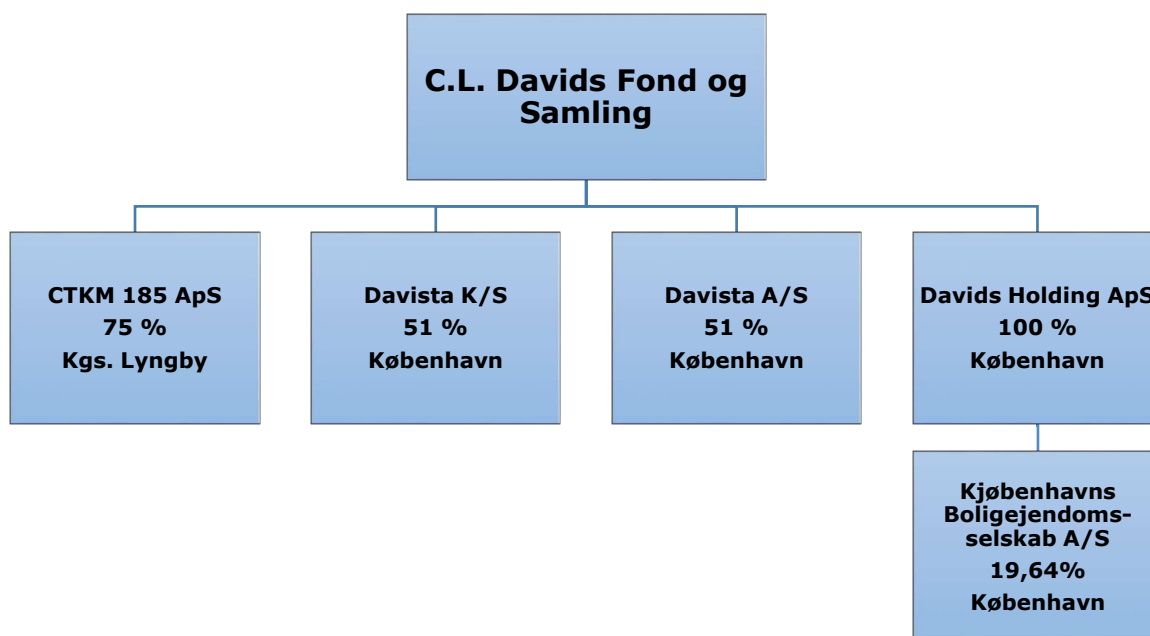 C.L. Davids Fond og
Samling
CTKM 185 ApS
75 %
Kgs. Lyngby
Davista K/S
51 %
København
Davista A/S
51 %
København
Davids Holding ApS
100 %
København
Kjøbenhavns
Boligejendoms-
selskab A/S
19,64%
København